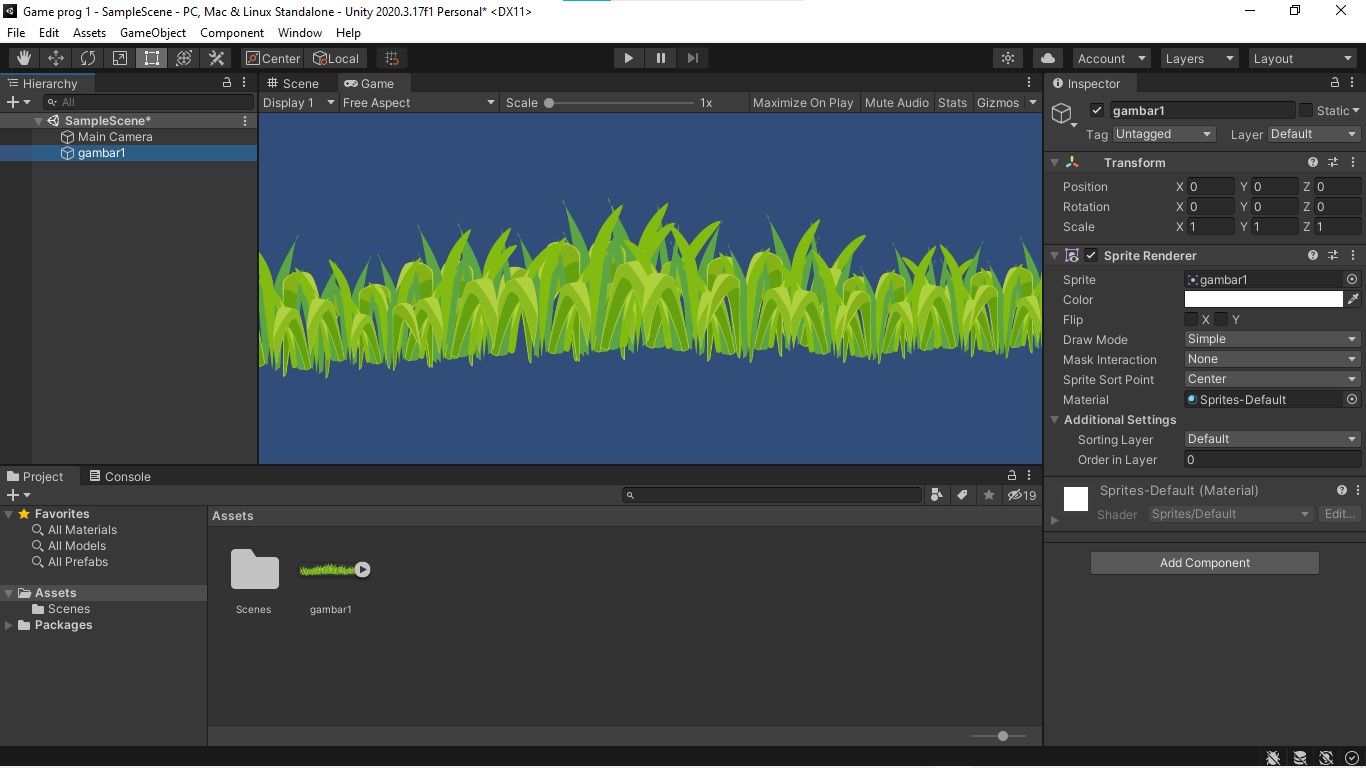 Game prog 1 - SampleScene - PC, Mac & Linux Standalone - Unity 2020.3.17f1 Personal* <DX11>
File Edit Assets GameObject Component Window Help
Center Local Account Layers Layout
Hierarchy
All
SampleScene*
Main Camera
gambar1
Scene Game
Display 1 Free Aspect Scale 1x Maximize On Play Mute Audio Stats Gizmos
Inspector
gambar1 Static
Tag Untagged Layer Default
Transform
Position X 0 Y 0 Z 0
Rotation X 0 Y 0 Z 0
Scale X 1 Y 1 Z 1
Sprite Renderer
Sprite gambar1
Color
Flip X Y
Draw Mode Simple
Mask Interaction None
Sprite Sort Point Center
Material Sprites-Default
Additional Settings
Sorting Layer Default
Order in Layer 0
Sprites-Default (Material)
Shader Sprites/Default Edit...
Add Component
Project Console
19
Favorites
All Materials
All Models
All Prefabs
Assets
Scenes
Packages
Assets
Scenes gambar1